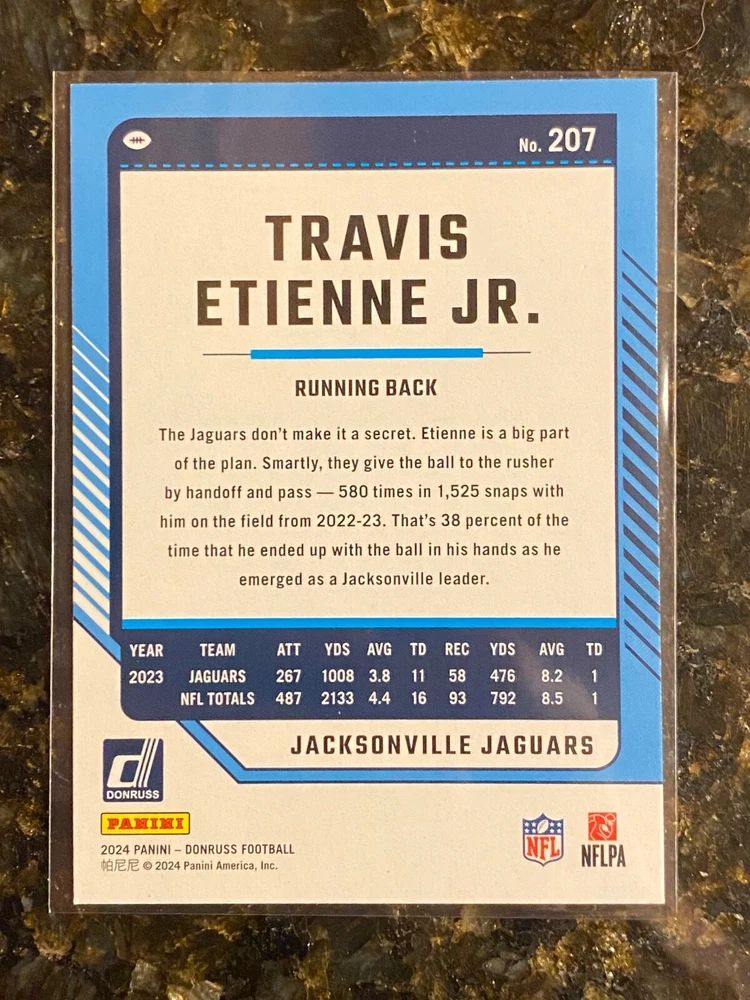 No. 207
TRAVIS
ETIENNE JR.
RUNNING BACK
The Jaguars don't make it a secret. Etienne is a big part
of the plan. Smartly, they give the ball to the rusher
by handoff and pass — 580 times in 1,525 snaps with
him on the field from 2022-23. That's 38 percent of the
time that he ended up with the ball in his hands as he
emerged as a Jacksonville leader.
YEAR TEAM ATT YDS AVG TD REC YDS AVG TD
2023 JAGUARS 267 1008 3.8 11 58 476 8.2 1
NFL TOTALS 487 2133 4.4 16 93 792 8.5 1
JACKSONVILLE JAGUARS
d
DONRUSS
PANINI
2024 PANINI – DONRUSS FOOTBALL
帕尼尼 © 2024 Panini America, Inc.
NFL
NFLPA